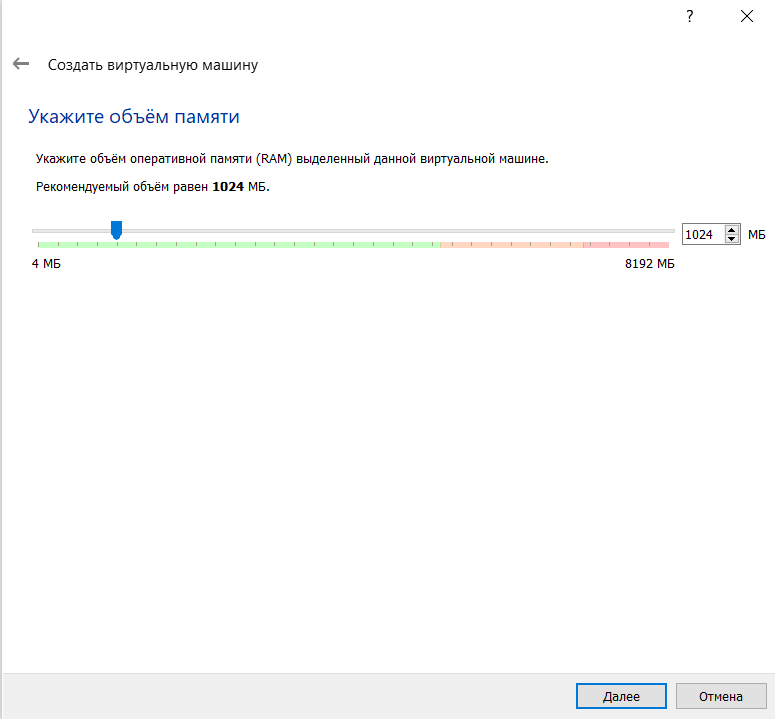 ?
Создать виртуальную машину
Укажите объём памяти
Укажите объём оперативной памяти (RAM) выделенный данной виртуальной машине.
Рекомендуемый объём равен 1024 МБ.
1024 МБ
4 МБ 8192 МБ
Далее Отмена